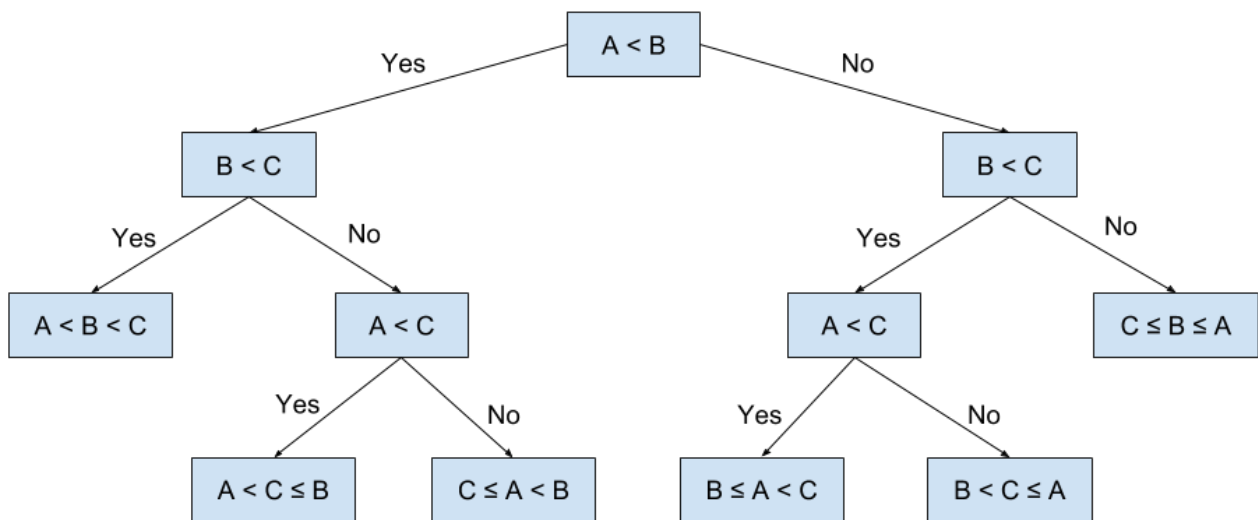 A < B
Yes
No
B < C
B < C
Yes
No
Yes
No
A < B < C
A < C
A < C
C ≤ B ≤ A
Yes
No
Yes
No
A < C ≤ B
C ≤ A < B
B ≤ A < C
B < C ≤ A